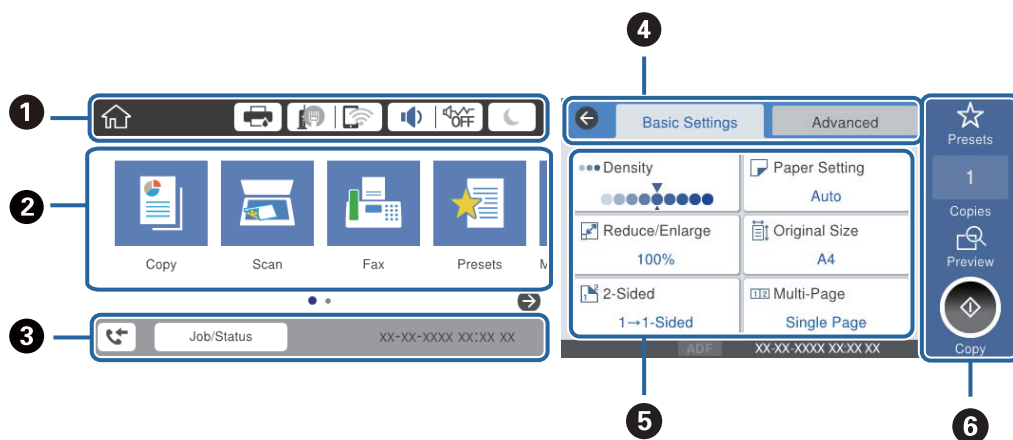 4
1
OFF
2
Copy
Scan
Fax
Presets
M
3
Job/Status
XX-XX-XXXX XX:XX XX
Basic Settings
Advanced
Density
Paper Setting
Auto
Reduce/Enlarge
100%
Original Size
A4
2-Sided
1→1-Sided
1 2 Multi-Page
Single Page
ADF
XX-XX-XXXX XX:XX XX
Presets
1
Copies
Preview
Copy
5
6